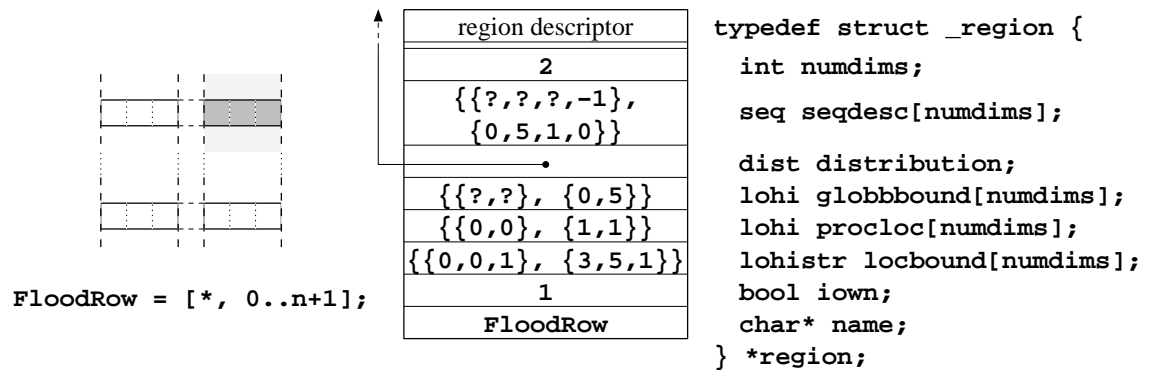 FloodRow = [*, 0..n+1];
region descriptor
2
{{?,?,?,−1},
{0,5,1,0}}
{{?,?}, {0,5}}
{{0,0}, {1,1}}
{{0,0,1}, {3,5,1}}
1
FloodRow
typedef struct _region {
int numdims;
seq seqdesc[numdims];
dist distribution;
lohi globbbound[numdims];
lohi procloc[numdims];
lohistr locbound[numdims];
bool iown;
char* name;
} *region;